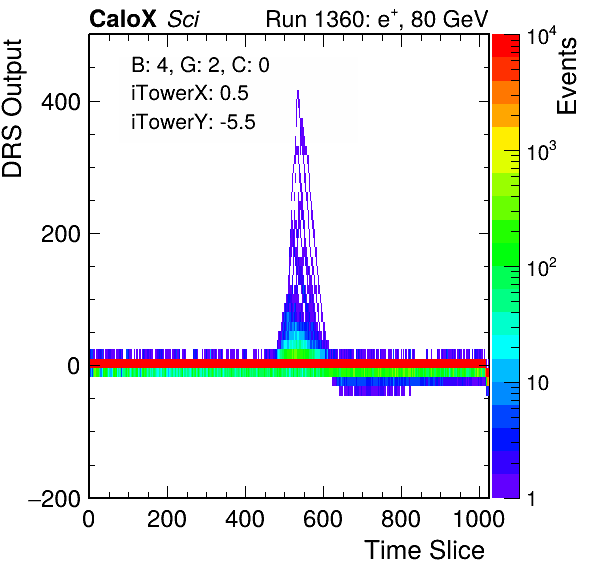 CaloX Sci Run 1360: e+, 80 GeV
B: 4, G: 2, C: 0
iTowerX: 0.5
iTowerY: -5.5
DRS Output
400
200
0
−200
0 200 400 600 800 1000
Time Slice
Events
10^4
10^3
10^2
10
1